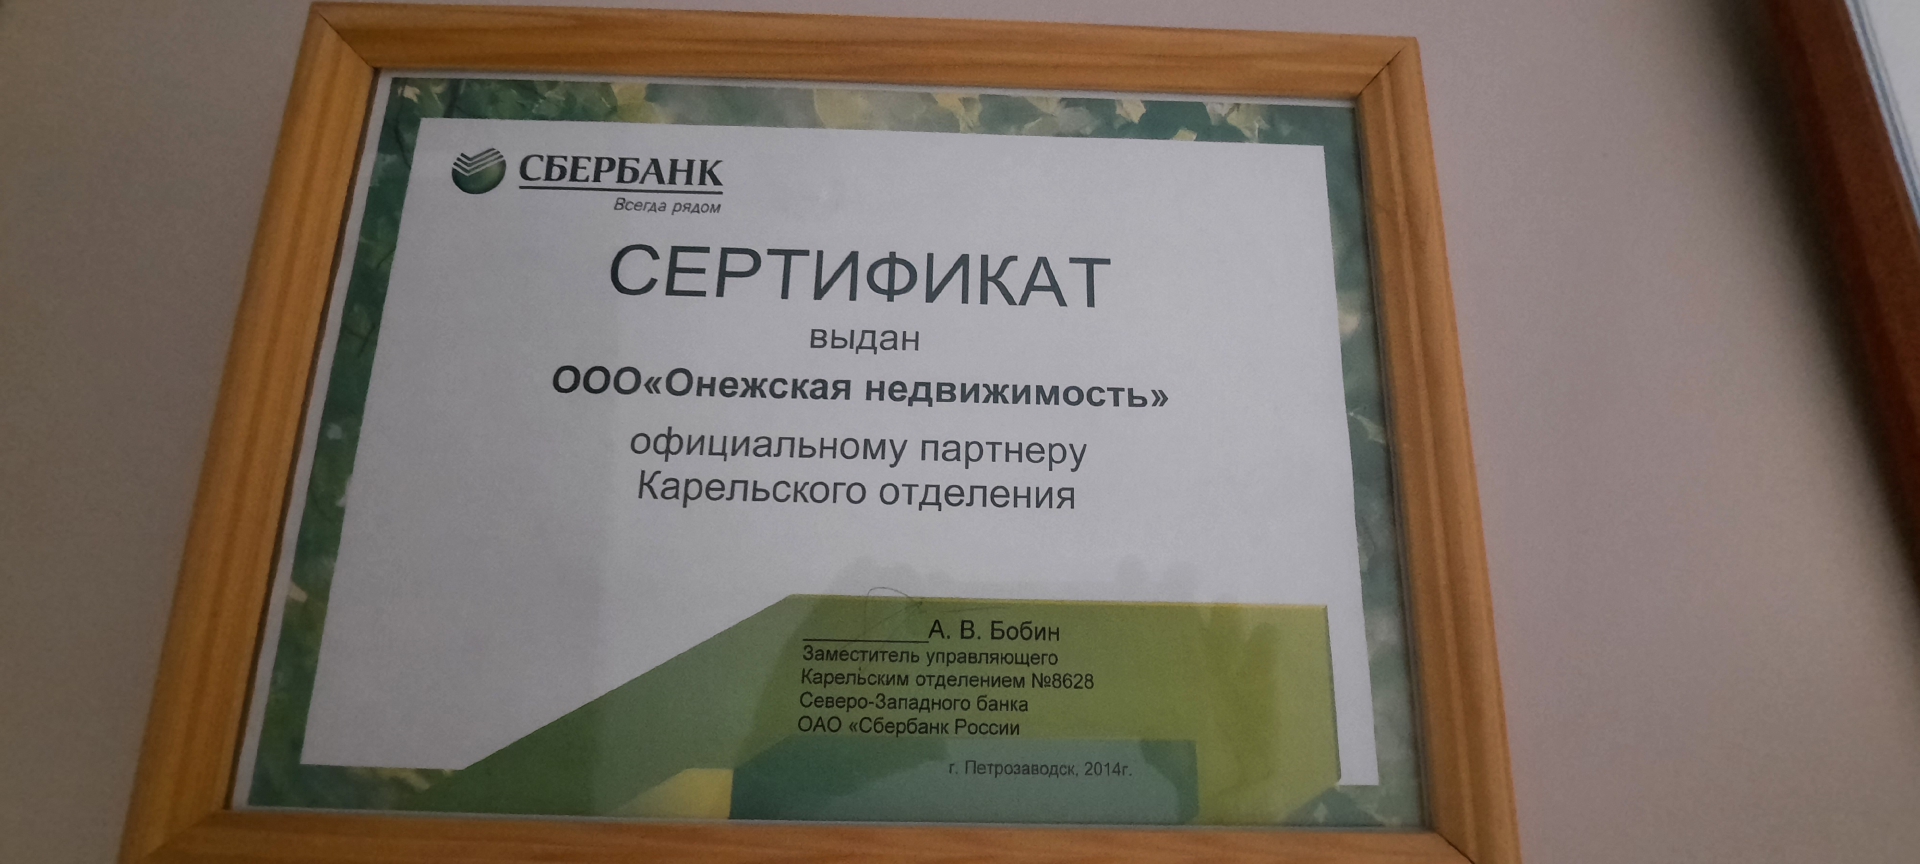 СБЕРБАНК
Всегда рядом
СЕРТИФИКАТ
выдан
ООО«Онежская недвижимость»
официальному партнеру
Карельского отделения
____________А. В. Бобин
Заместитель управляющего
Карельским отделением №8628
Северо-Западного банка
ОАО «Сбербанк России
г. Петрозаводск, 2014г.